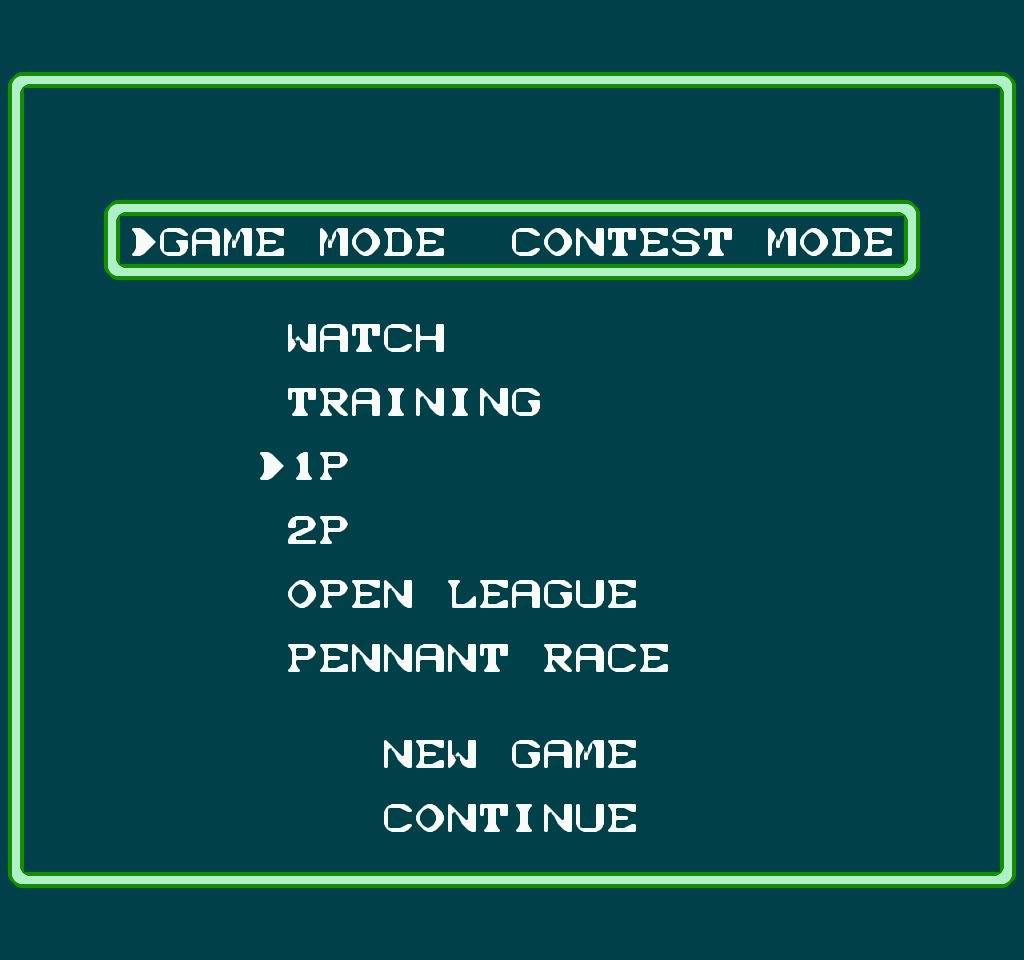 GAME MODE CONTEST MODE
WATCH
TRAINING
1P
2P
OPEN LEAGUE
PENNANT RACE
NEW GAME
CONTINUE